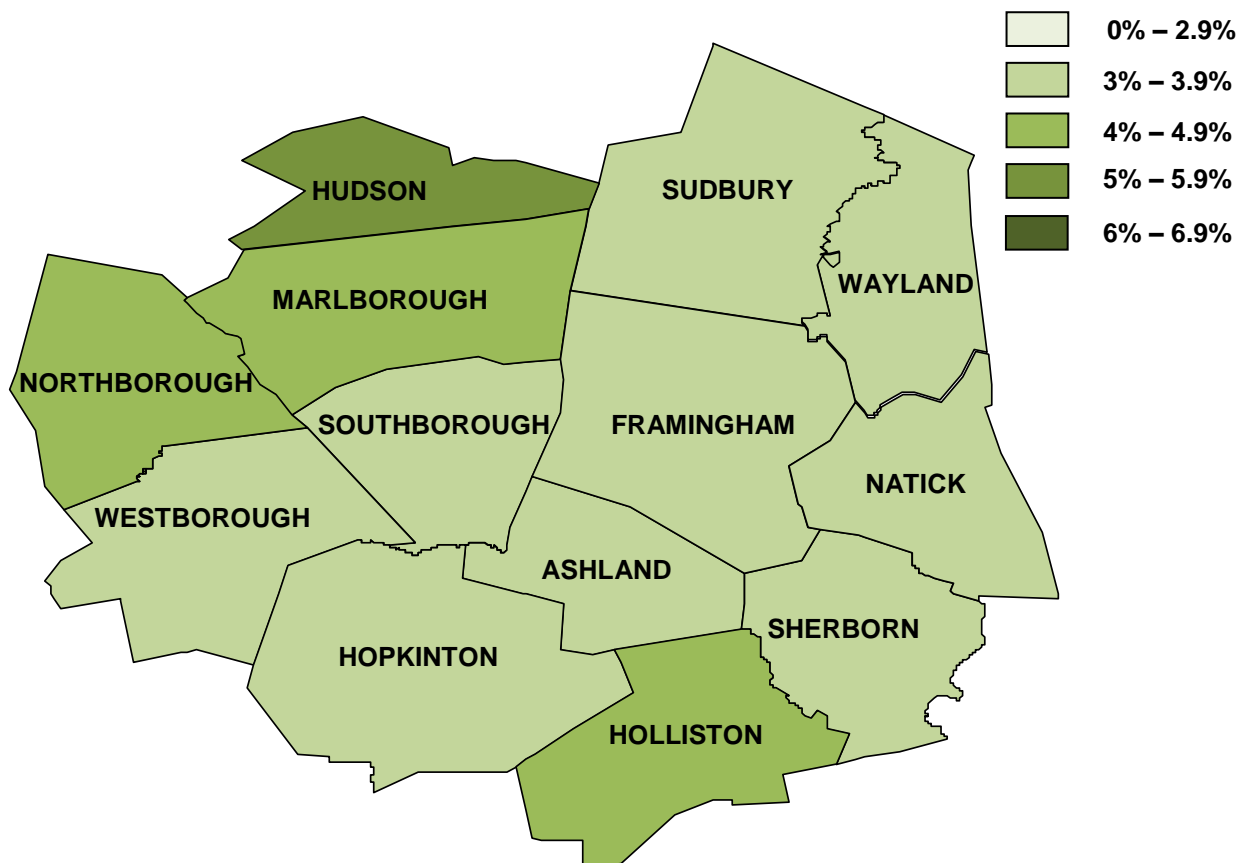 0% – 2.9%
3% – 3.9%
4% – 4.9%
5% – 5.9%
6% – 6.9%
HUDSON
SUDBURY
WAYLAND
MARLBOROUGH
NORTHBOROUGH
SOUTHBOROUGH
FRAMINGHAM
NATICK
WESTBOROUGH
ASHLAND
SHERBORN
HOPKINTON
HOLLISTON